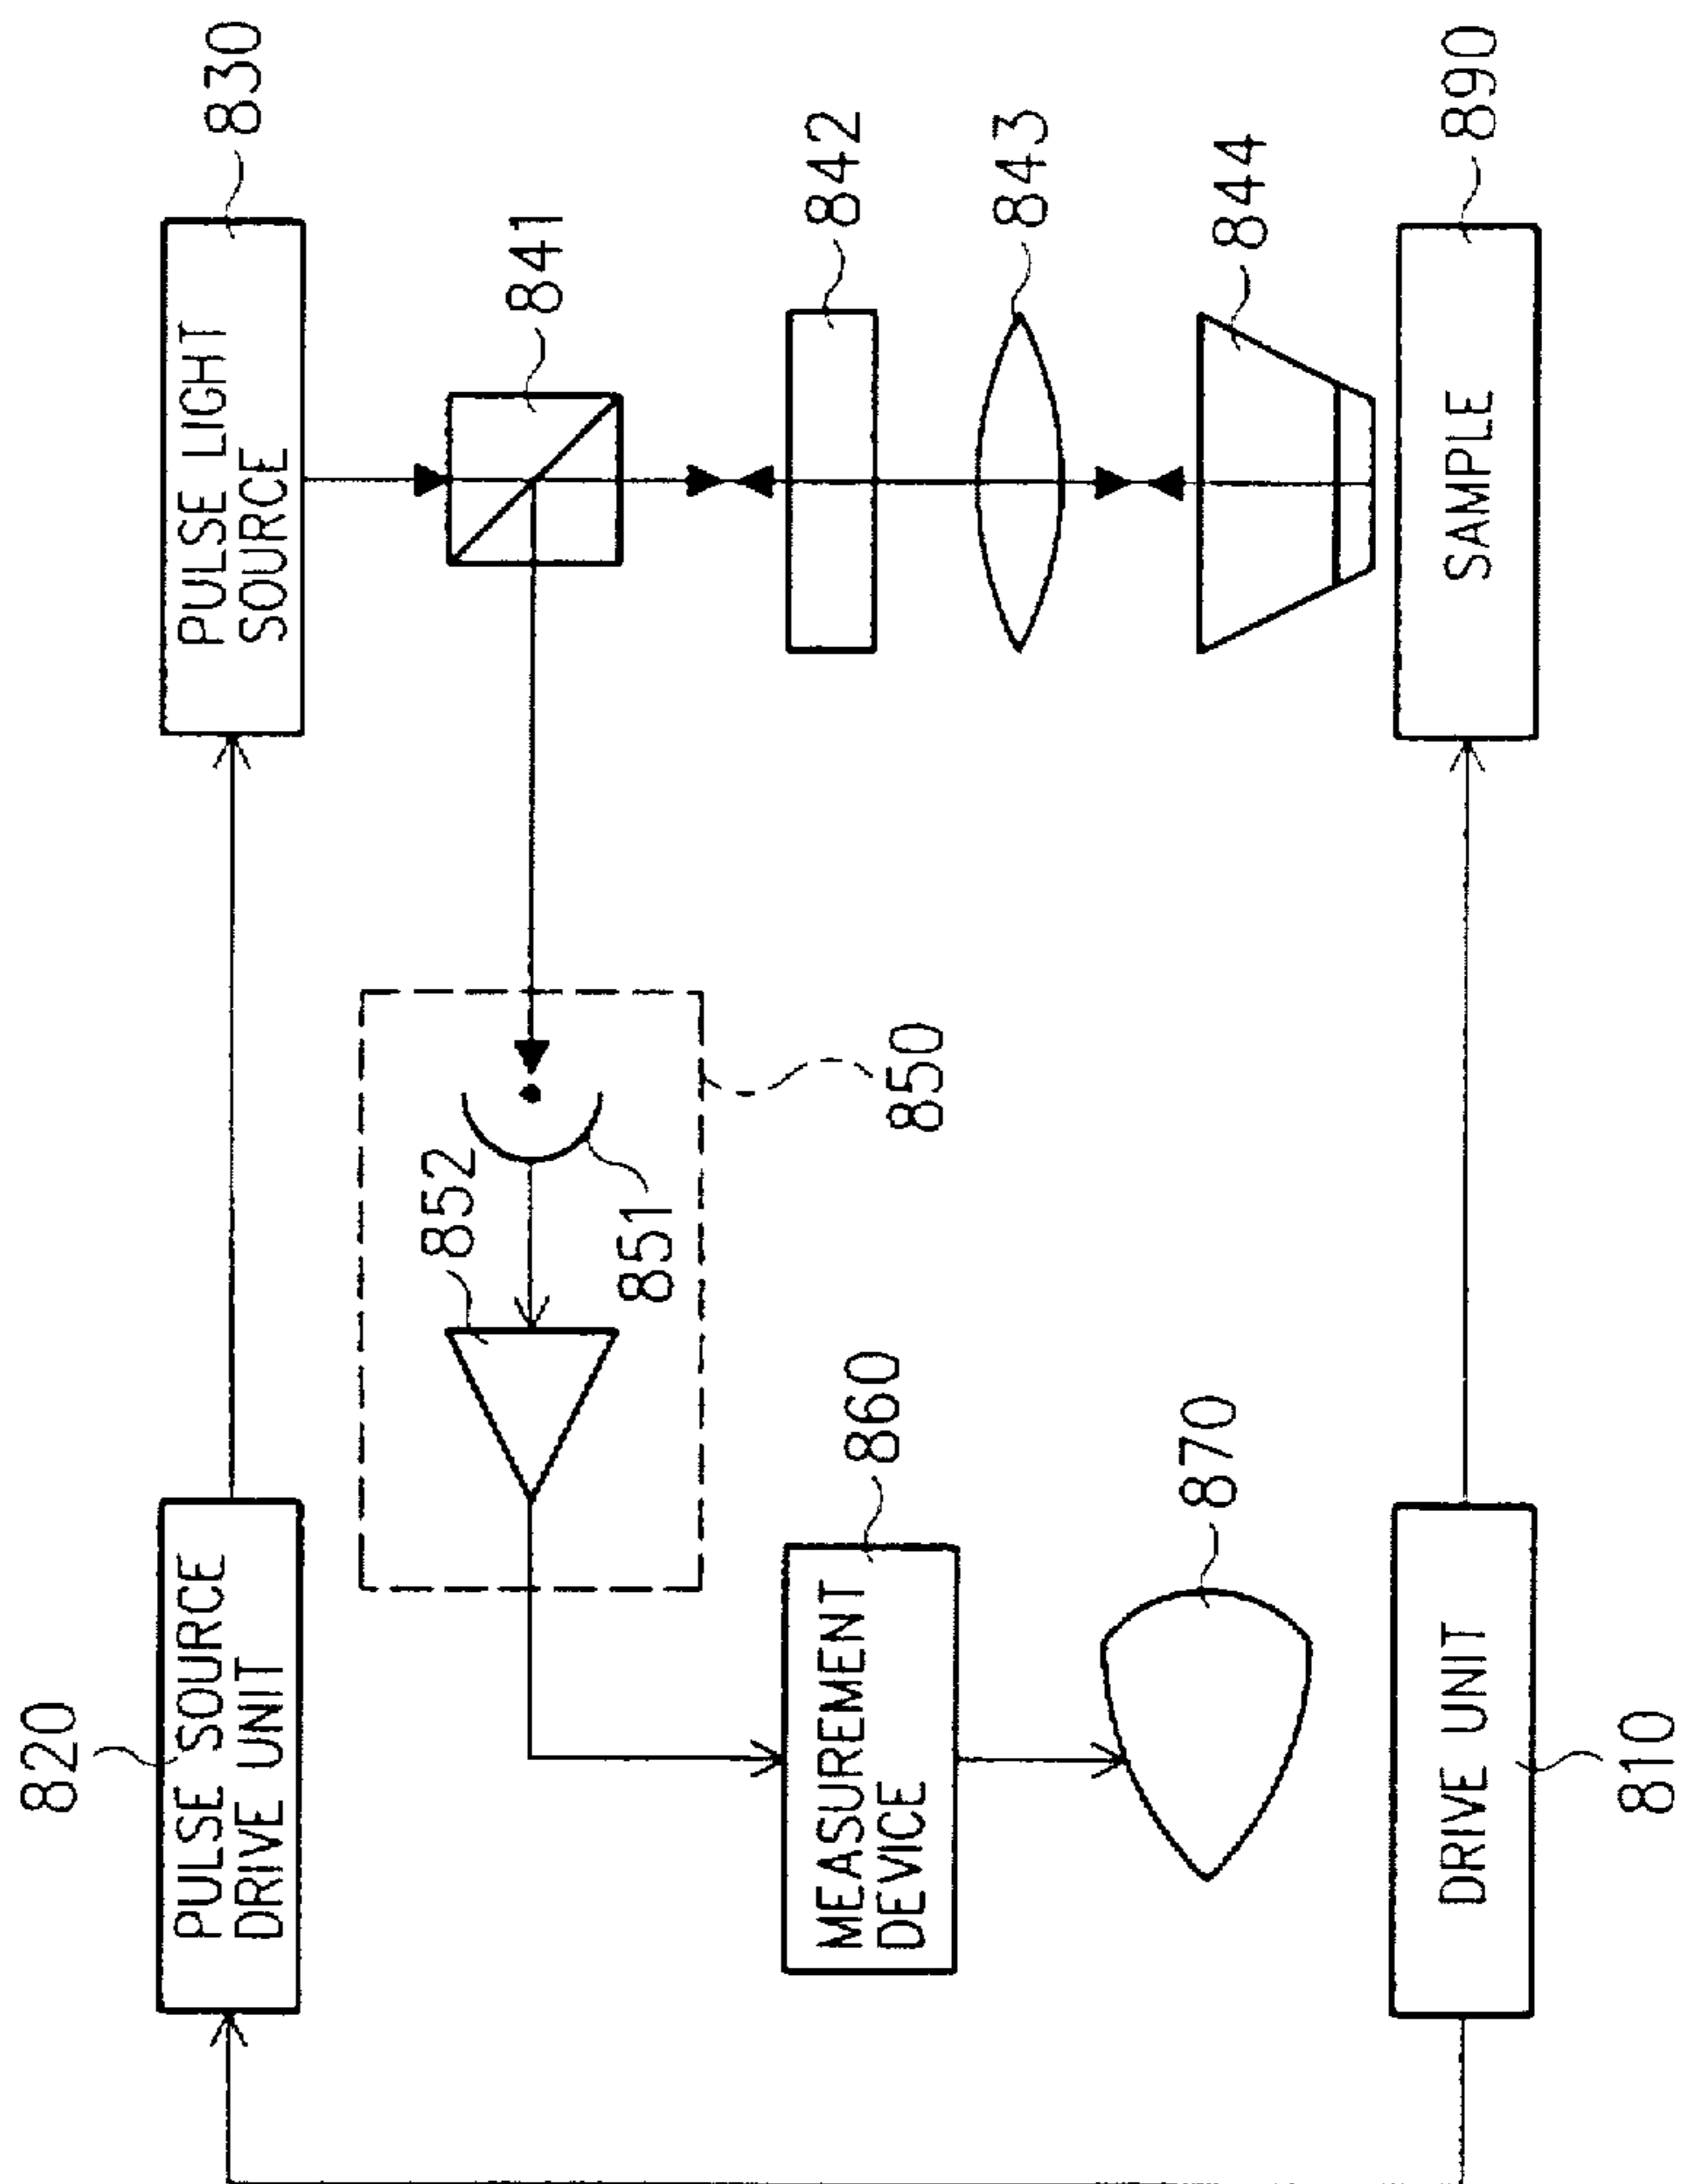 820
PULSE SOURCE
DRIVE UNIT
PULSE LIGHT
SOURCE
830
852
851
850
841
MEASUREMENT
DEVICE
860
842
843
870
844
DRIVE UNIT
810
SAMPLE
890